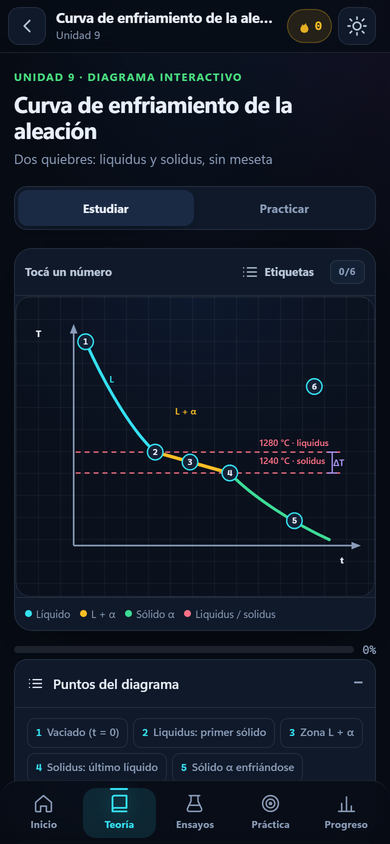 Curva de enfriamiento de la ale...
Unidad 9
0
UNIDAD 9 · DIAGRAMA INTERACTIVO
Curva de enfriamiento de la
aleación
Dos quiebres: liquidus y solidus, sin meseta
Estudiar
Practicar
Tocá un número
Etiquetas
0/6
T
1
L
6
L + α
1280 °C · liquidus
2
3
1240 °C · solidus
ΔT
4
5
t
Líquido
L + α
Sólido α
Liquidus / solidus
0%
Puntos del diagrama
1 Vaciado (t = 0)
2 Liquidus: primer sólido
3 Zona L + α
4 Solidus: último líquido
5 Sólido α enfriándose
Inicio
Teoría
Ensayos
Práctica
Progreso